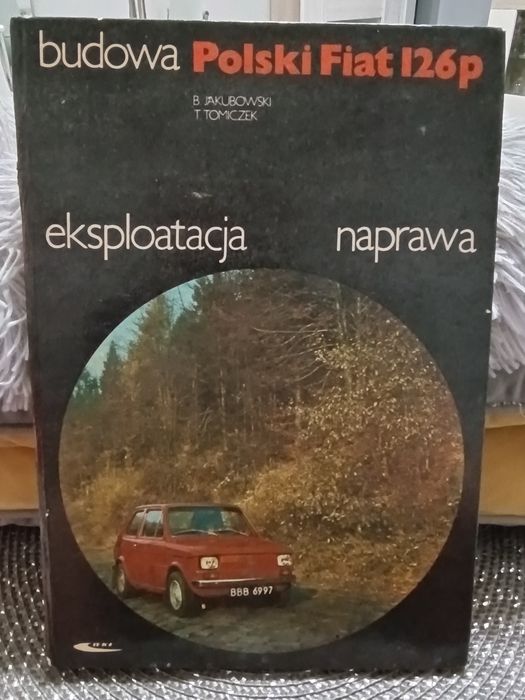 budowa Polski Fiat 126p
B JAKUBOWSKI
T TOMICZEK
eksploatacja naprawa
BBB 6997